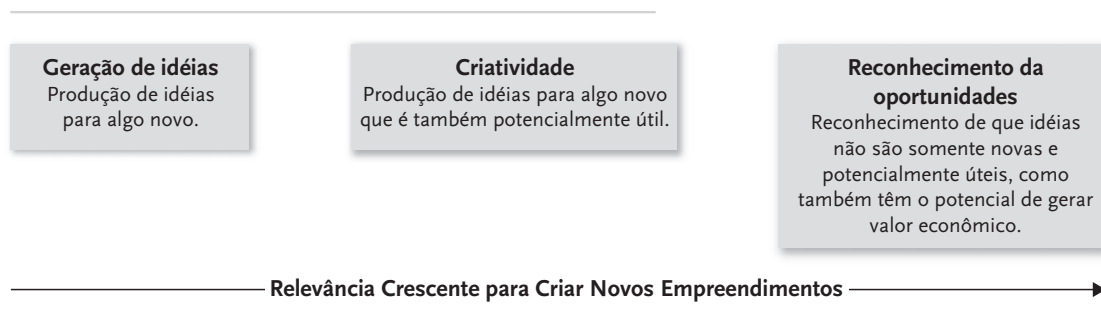 Geração de idéias
Produção de idéias
para algo novo.
Criatividade
Produção de idéias para algo novo
que é também potencialmente útil.
Reconhecimento da
oportunidades
Reconhecimento de que idéias
não são somente novas e
potencialmente úteis, como
também têm o potencial de gerar
valor econômico.
Relevância Crescente para Criar Novos Empreendimentos